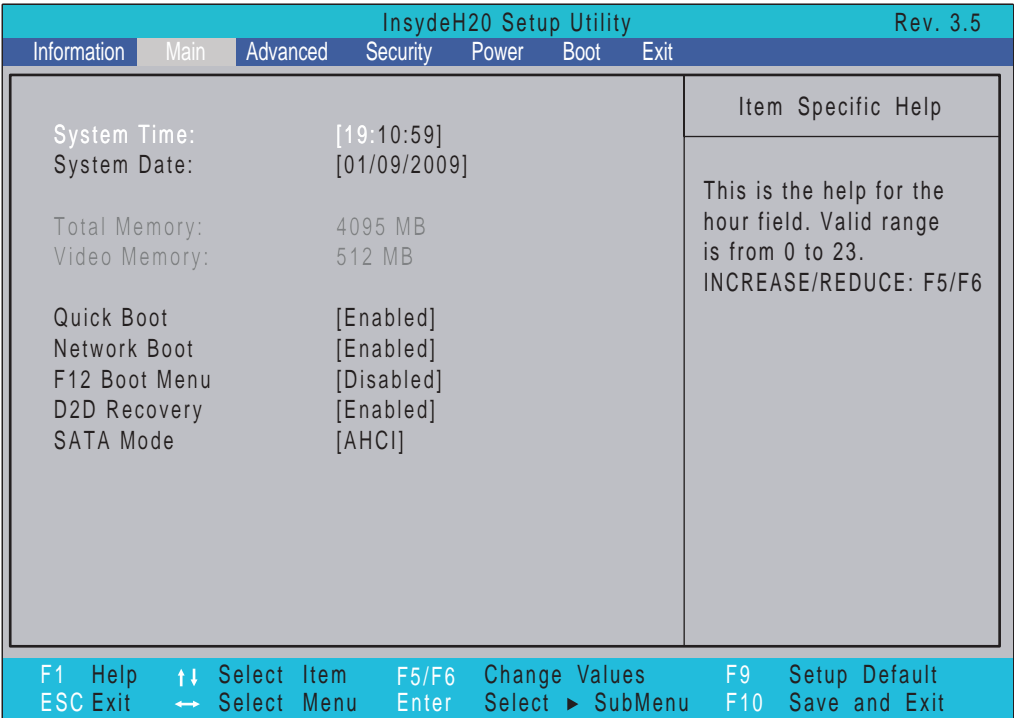 InsydeH20 Setup Utility Rev. 3.5
Information Main Advanced Security Power Boot Exit
System Time: [19:10:59]
System Date: [01/09/2009]
Total Memory: 4095 MB
Video Memory: 512 MB
Quick Boot [Enabled]
Network Boot [Enabled]
F12 Boot Menu [Disabled]
D2D Recovery [Enabled]
SATA Mode [AHCI]
Item Specific Help
This is the help for the
hour field. Valid range
is from 0 to 23.
INCREASE/REDUCE: F5/F6
F1 Help ↑↓ Select Item F5/F6 Change Values F9 Setup Default
ESC Exit ↔ Select Menu Enter Select ► SubMenu F10 Save and Exit